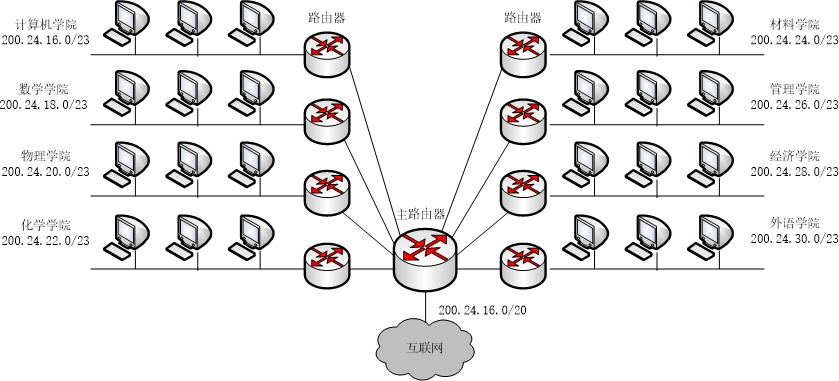 路由器
路由器
计算机学院
200.24.16.0/23
材料学院
200.24.24.0/23
数学学院
200.24.18.0/23
管理学院
200.24.26.0/23
物理学院
200.24.20.0/23
经济学院
200.24.28.0/23
主路由器
化学学院
200.24.22.0/23
外语学院
200.24.30.0/23
200.24.16.0/20
互联网